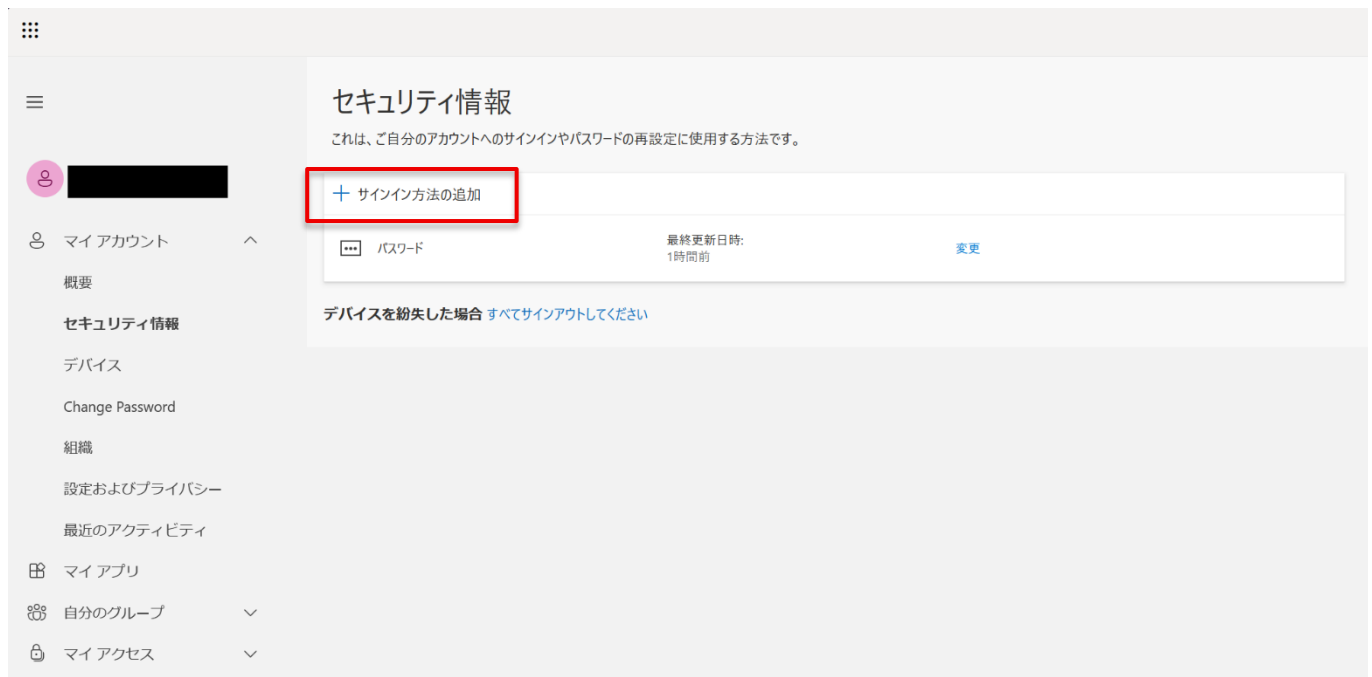 セキュリティ情報
これは、ご自分のアカウントへのサインインやパスワードの再設定に使用する方法です。
サインイン方法の追加
パスワード
最終更新日時:
1時間前
変更
デバイスを紛失した場合 すべてサインアウトしてください
マイ アカウント
概要
セキュリティ情報
デバイス
Change Password
組織
設定およびプライバシー
最近のアクティビティ
マイ アプリ
自分のグループ
マイ アクセス